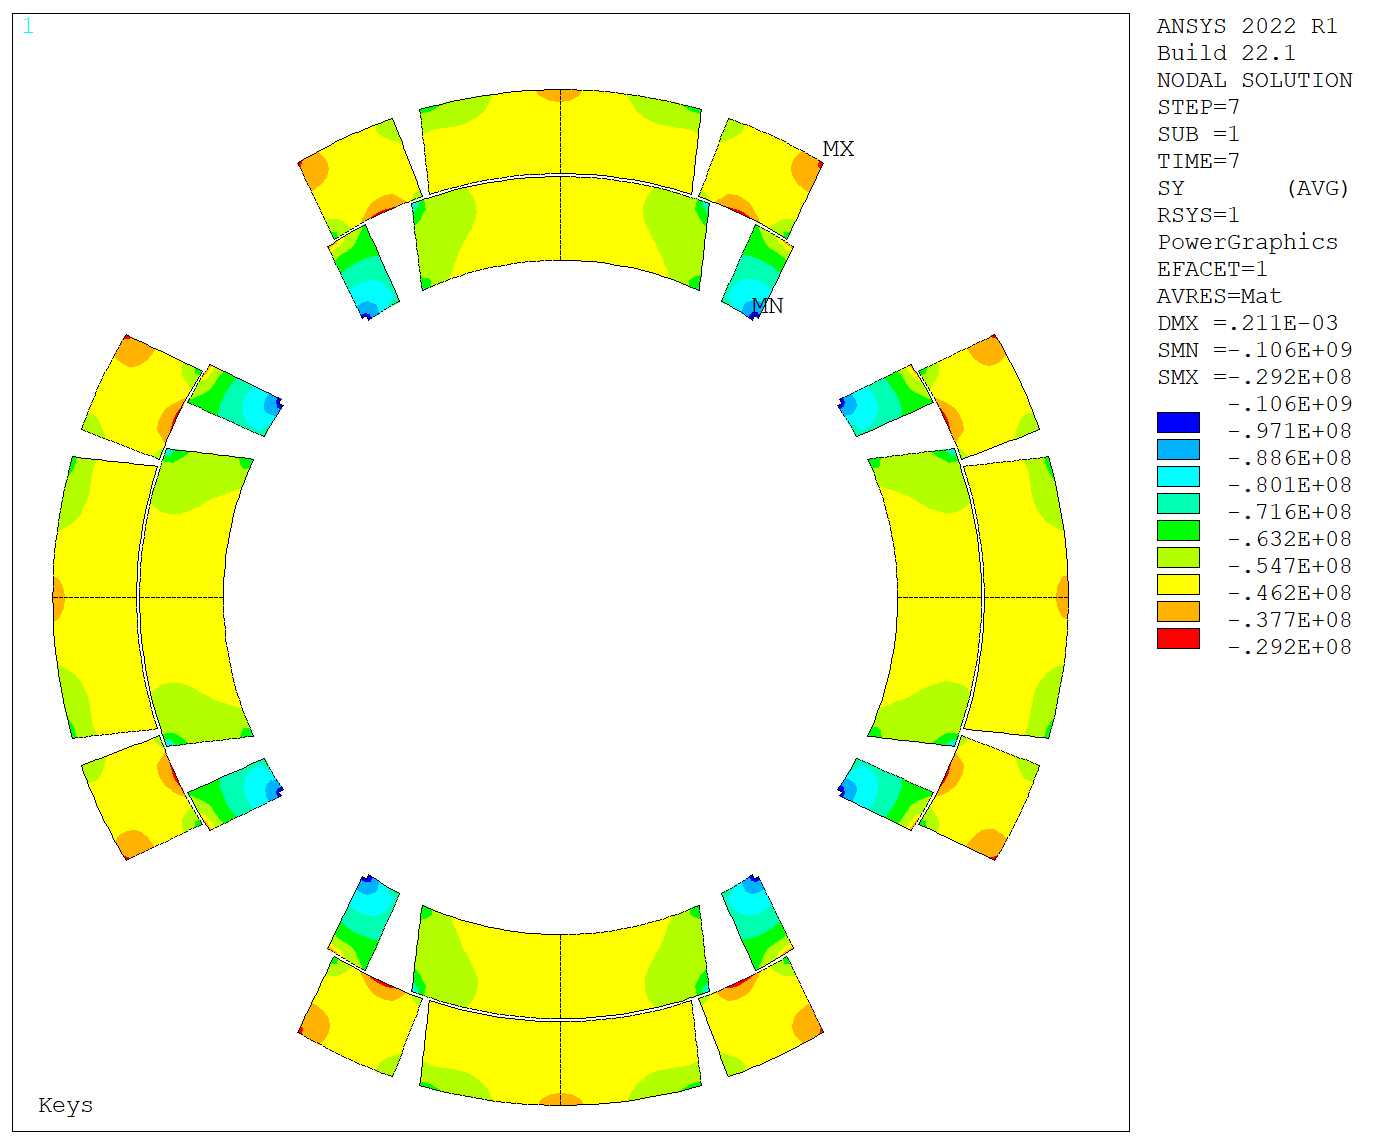 1
ANSYS 2022 R1
Build 22.1
NODAL SOLUTION
STEP=7
SUB =1
TIME=7
SY (AVG)
RSYS=1
PowerGraphics
EFACET=1
AVRES=Mat
DMX =.211E-03
SMN =-.106E+09
SMX =-.292E+08
-.106E+09
-.971E+08
-.886E+08
-.801E+08
-.716E+08
-.632E+08
-.547E+08
-.462E+08
-.377E+08
-.292E+08
MX
MN
Keys